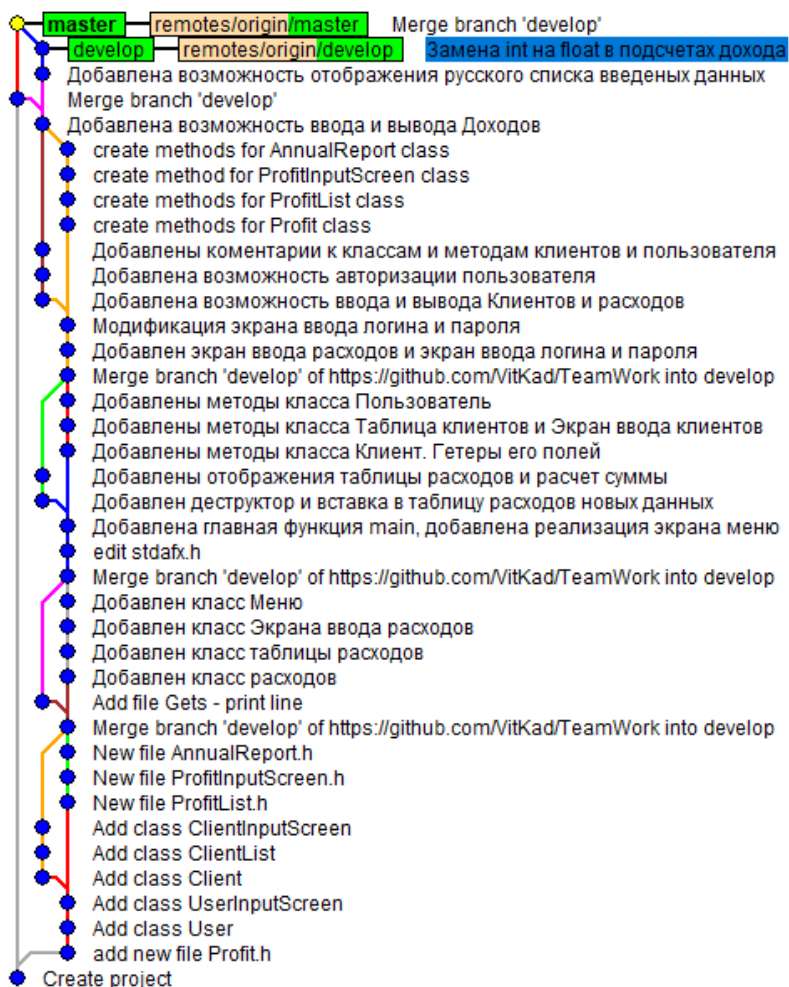 master remotes/origin/master Merge branch 'develop'
develop remotes/origin/develop Замена int на float в подсчетах дохода
Добавлена возможность отображения русского списка введеных данных
Merge branch 'develop'
Добавлена возможность ввода и вывода Доходов
create methods for AnnualReport class
create method for ProfitInputScreen class
create methods for ProfitList class
create methods for Profit class
Добавлены коментарии к классам и методам клиентов и пользователя
Добавлена возможность авторизации пользователя
Добавлена возможность ввода и вывода Клиентов и расходов
Модификация экрана ввода логина и пароля
Добавлен экран ввода расходов и экран ввода логина и пароля
Merge branch 'develop' of https://github.com/VitKad/TeamWork into develop
Добавлены методы класса Пользователь
Добавлены методы класса Таблица клиентов и Экран ввода клиентов
Добавлены методы класса Клиент. Гетеры его полей
Добавлены отображения таблицы расходов и расчет суммы
Добавлен деструктор и вставка в таблицу расходов новых данных
Добавлена главная функция main, добавлена реализация экрана меню
edit stdafx.h
Merge branch 'develop' of https://github.com/VitKad/TeamWork into develop
Добавлен класс Меню
Добавлен класс Экрана ввода расходов
Добавлен класс таблицы расходов
Добавлен класс расходов
Add file Gets - print line
Merge branch 'develop' of https://github.com/VitKad/TeamWork into develop
New file AnnualReport.h
New file ProfitInputScreen.h
New file ProfitList.h
Add class ClientInputScreen
Add class ClientList
Add class Client
Add class UserInputScreen
Add class User
add new file Profit.h
Create project